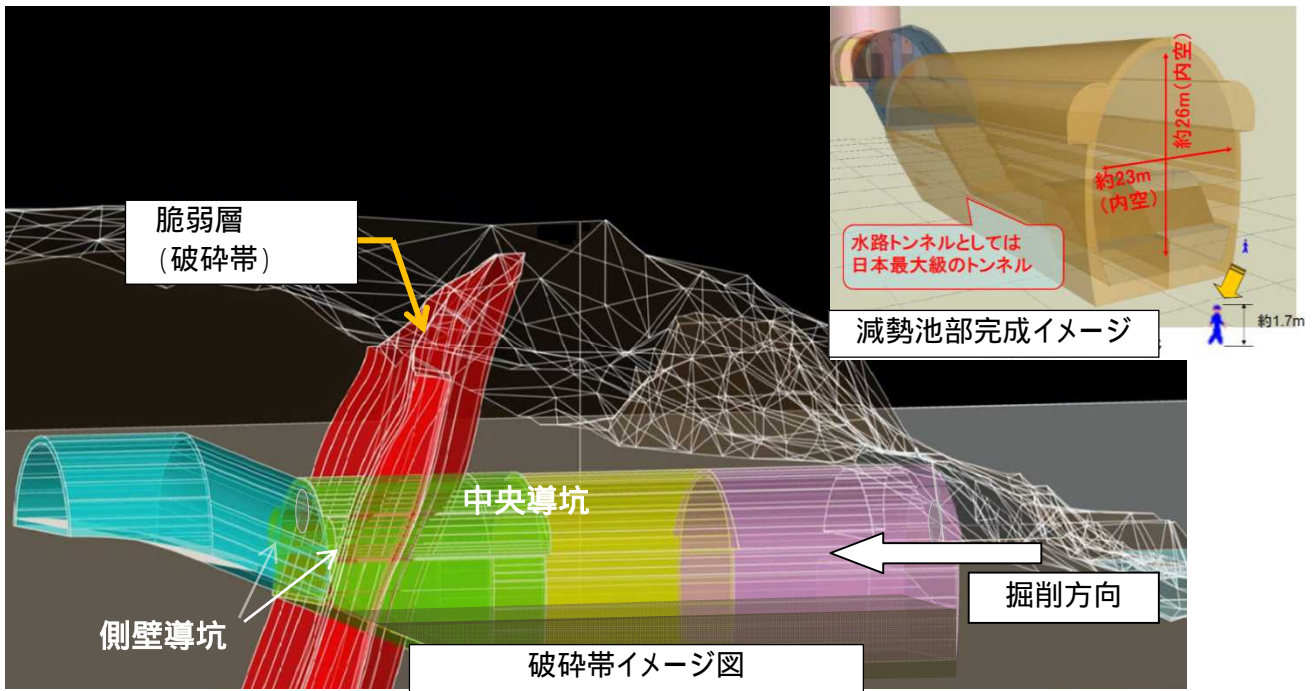 脆弱層
(破砕帯)
約26m(内空)
約23m
(内空)
水路トンネルとしては
日本最大級のトンネル
減勢池部完成イメージ
約1.7m
中央導坑
掘削方向
側壁導坑
破砕帯イメージ図